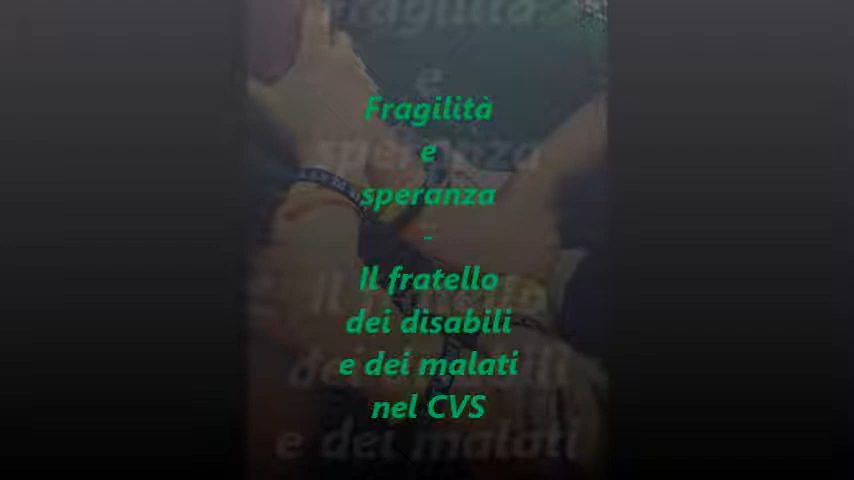 Fragilità
e
speranza
-
Il fratello
dei disabili
e dei malati
nel CVS